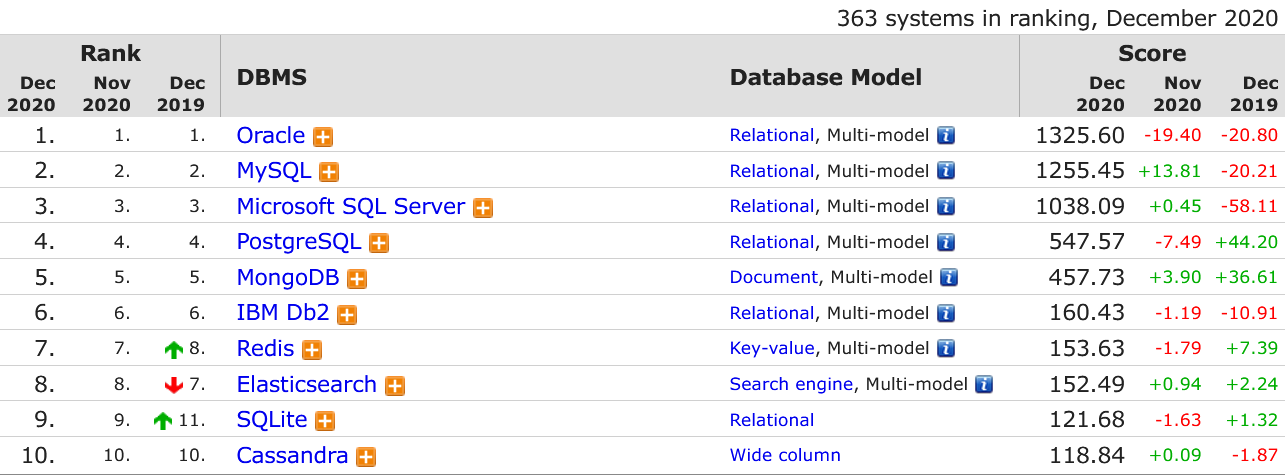 363 systems in ranking, December 2020
Rank DBMS Database Model Score
Dec 2020 Nov 2020 Dec 2019 Dec 2020 Nov 2020 Dec 2019
1. 1. 1. Oracle Relational, Multi-model 1325.60 -19.40 -20.80
2. 2. 2. MySQL Relational, Multi-model 1255.45 +13.81 -20.21
3. 3. 3. Microsoft SQL Server Relational, Multi-model 1038.09 +0.45 -58.11
4. 4. 4. PostgreSQL Relational, Multi-model 547.57 -7.49 +44.20
5. 5. 5. MongoDB Document, Multi-model 457.73 +3.90 +36.61
6. 6. 6. IBM Db2 Relational, Multi-model 160.43 -1.19 -10.91
7. 7. 8. Redis Key-value, Multi-model 153.63 -1.79 +7.39
8. 8. 7. Elasticsearch Search engine, Multi-model 152.49 +0.94 +2.24
9. 9. 11. SQLite Relational 121.68 -1.63 +1.32
10. 10. 10. Cassandra Wide column 118.84 +0.09 -1.87